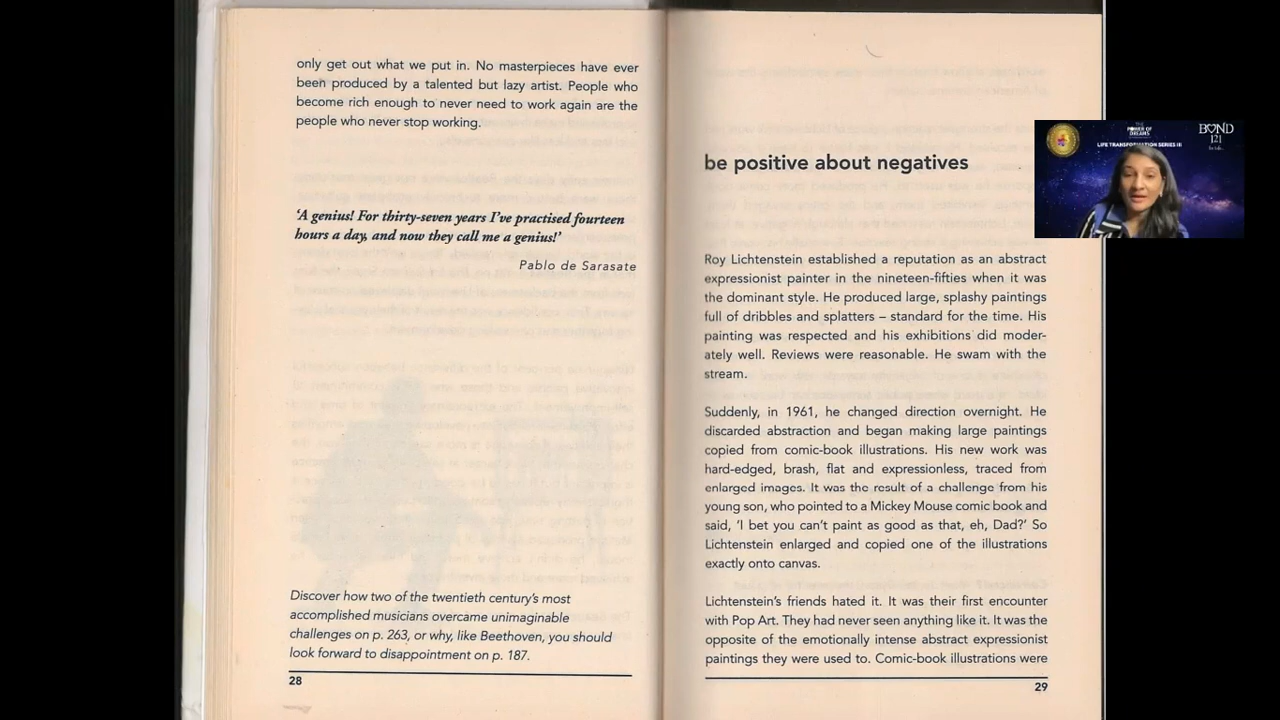 only get out what we put in. No masterpieces have ever
been produced by a talented but lazy artist. People who
become rich enough to never need to work again are the
people who never stop working.
'A genius! For thirty-seven years I've practised fourteen
hours a day, and now they call me a genius!'
Pablo de Sarasate
Discover how two of the twentieth century's most
accomplished musicians overcame unimaginable
challenges on p. 263, or why, like Beethoven, you should
look forward to disappointment on p. 187.
28
be positive about negatives
Roy Lichtenstein established a reputation as an abstract
expressionist painter in the nineteen-fifties when it was
the dominant style. He produced large, splashy paintings
full of dribbles and splatters – standard for the time. His
painting was respected and his exhibitions did moder-
ately well. Reviews were reasonable. He swam with the
stream.
Suddenly, in 1961, he changed direction overnight. He
discarded abstraction and began making large paintings
copied from comic-book illustrations. His new work was
hard-edged, brash, flat and expressionless, traced from
enlarged images. It was the result of a challenge from his
young son, who pointed to a Mickey Mouse comic book and
said, 'I bet you can't paint as good as that, eh, Dad?' So
Lichtenstein enlarged and copied one of the illustrations
exactly onto canvas.
Lichtenstein's friends hated it. It was their first encounter
with Pop Art. They had never seen anything like it. It was the
opposite of the emotionally intense abstract expressionist
paintings they were used to. Comic-book illustrations were
29
THE
POWER OF
DREAMS
LIFE TRANSFORMATION SERIES III
BOND
121